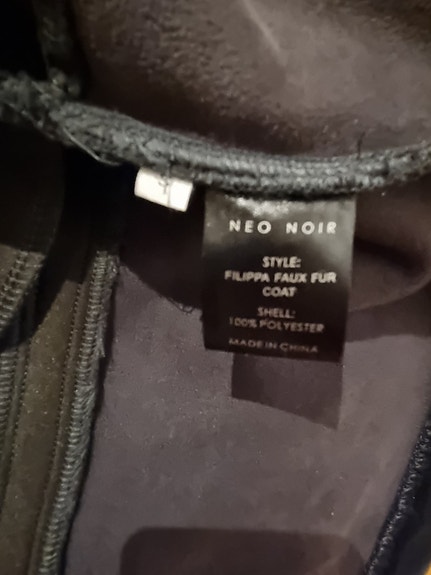 NEO NOIR
STYLE:
FILIPPA FAUX FUR
COAT
SHELL:
100% POLYESTER
MADE IN CHINA